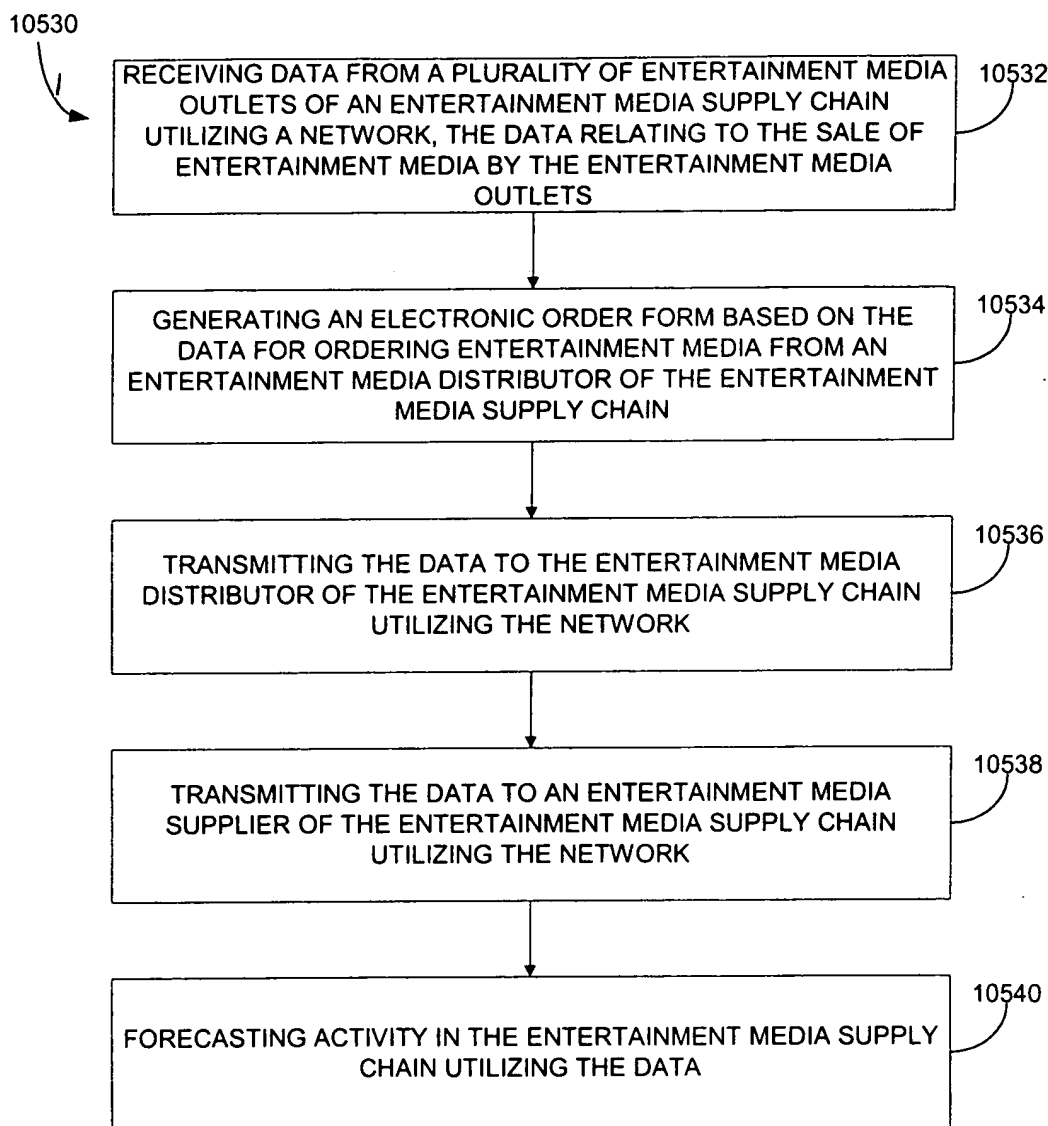 10530
RECEIVING DATA FROM A PLURALITY OF ENTERTAINMENT MEDIA
OUTLETS OF AN ENTERTAINMENT MEDIA SUPPLY CHAIN
UTILIZING A NETWORK, THE DATA RELATING TO THE SALE OF
ENTERTAINMENT MEDIA BY THE ENTERTAINMENT MEDIA
OUTLETS
10532
GENERATING AN ELECTRONIC ORDER FORM BASED ON THE
DATA FOR ORDERING ENTERTAINMENT MEDIA FROM AN
ENTERTAINMENT MEDIA DISTRIBUTOR OF THE ENTERTAINMENT
MEDIA SUPPLY CHAIN
10534
TRANSMITTING THE DATA TO THE ENTERTAINMENT MEDIA
DISTRIBUTOR OF THE ENTERTAINMENT MEDIA SUPPLY CHAIN
UTILIZING THE NETWORK
10536
TRANSMITTING THE DATA TO AN ENTERTAINMENT MEDIA
SUPPLIER OF THE ENTERTAINMENT MEDIA SUPPLY CHAIN
UTILIZING THE NETWORK
10538
FORECASTING ACTIVITY IN THE ENTERTAINMENT MEDIA SUPPLY
CHAIN UTILIZING THE DATA
10540